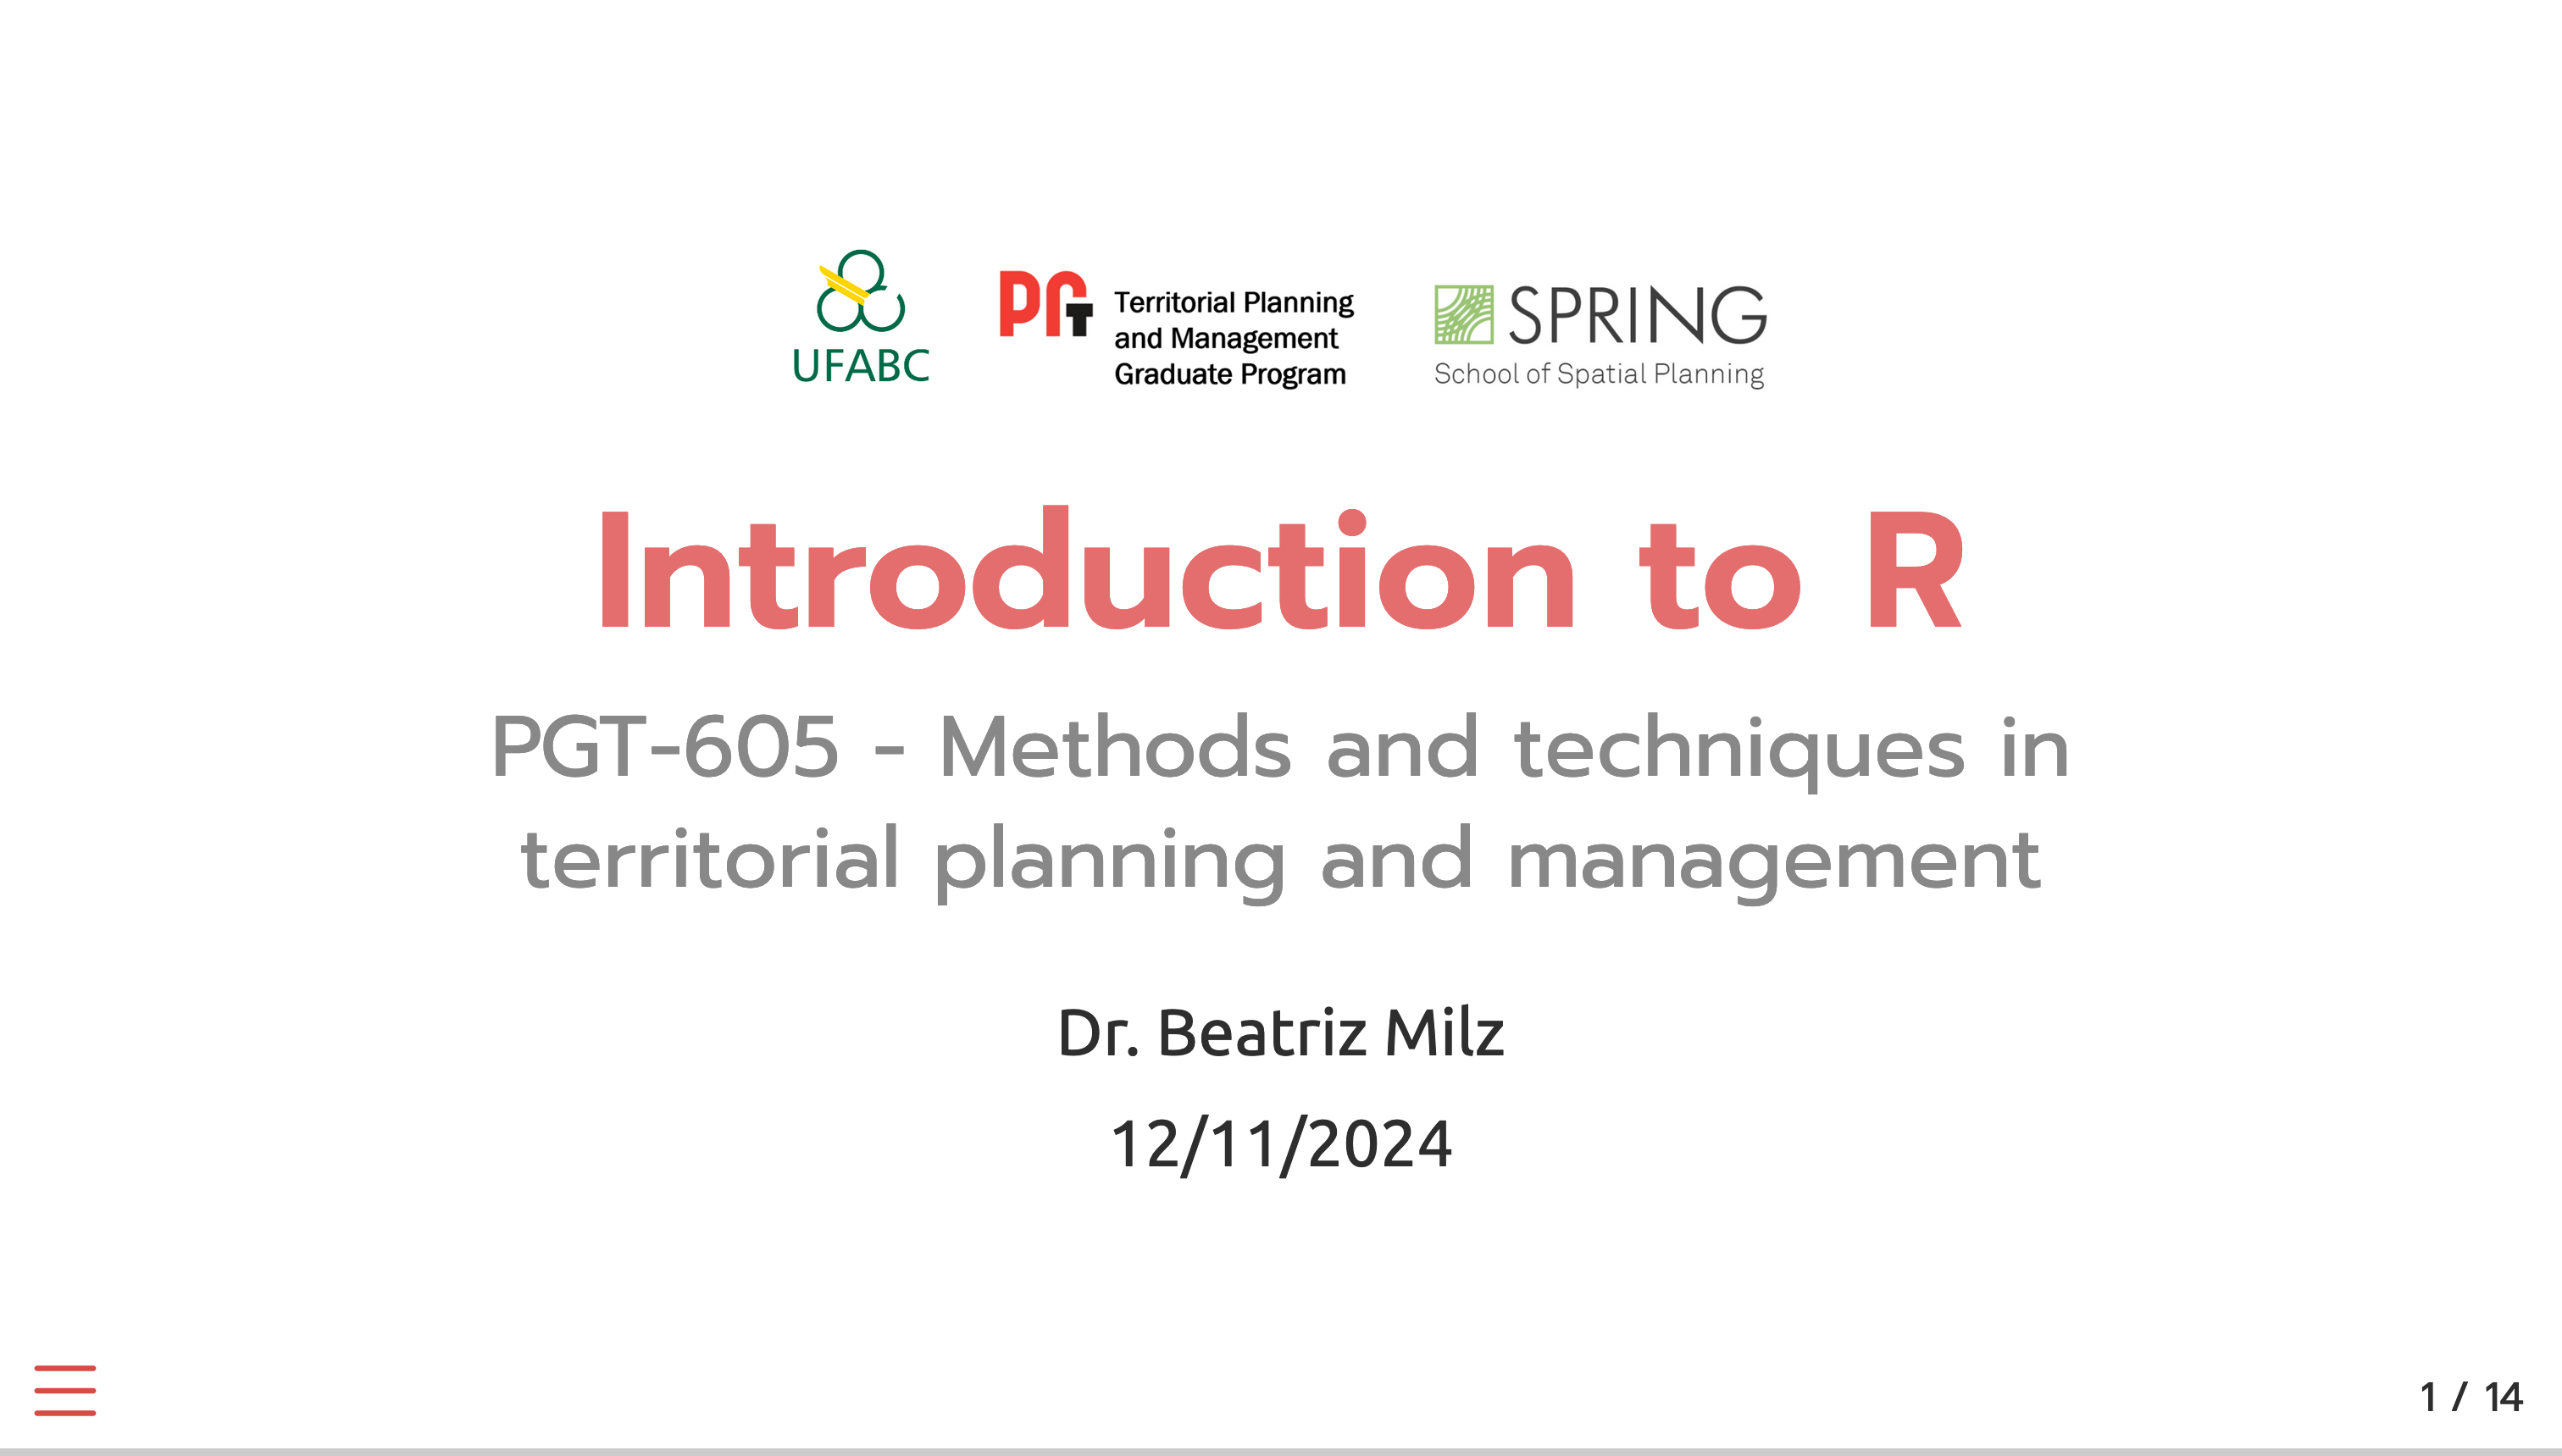 UFABC
PGT
Territorial Planning
and Management
Graduate Program
SPRING
School of Spatial Planning
Introduction to R
PGT-605 - Methods and techniques in
territorial planning and management
Dr. Beatriz Milz
12/11/2024
1 / 14